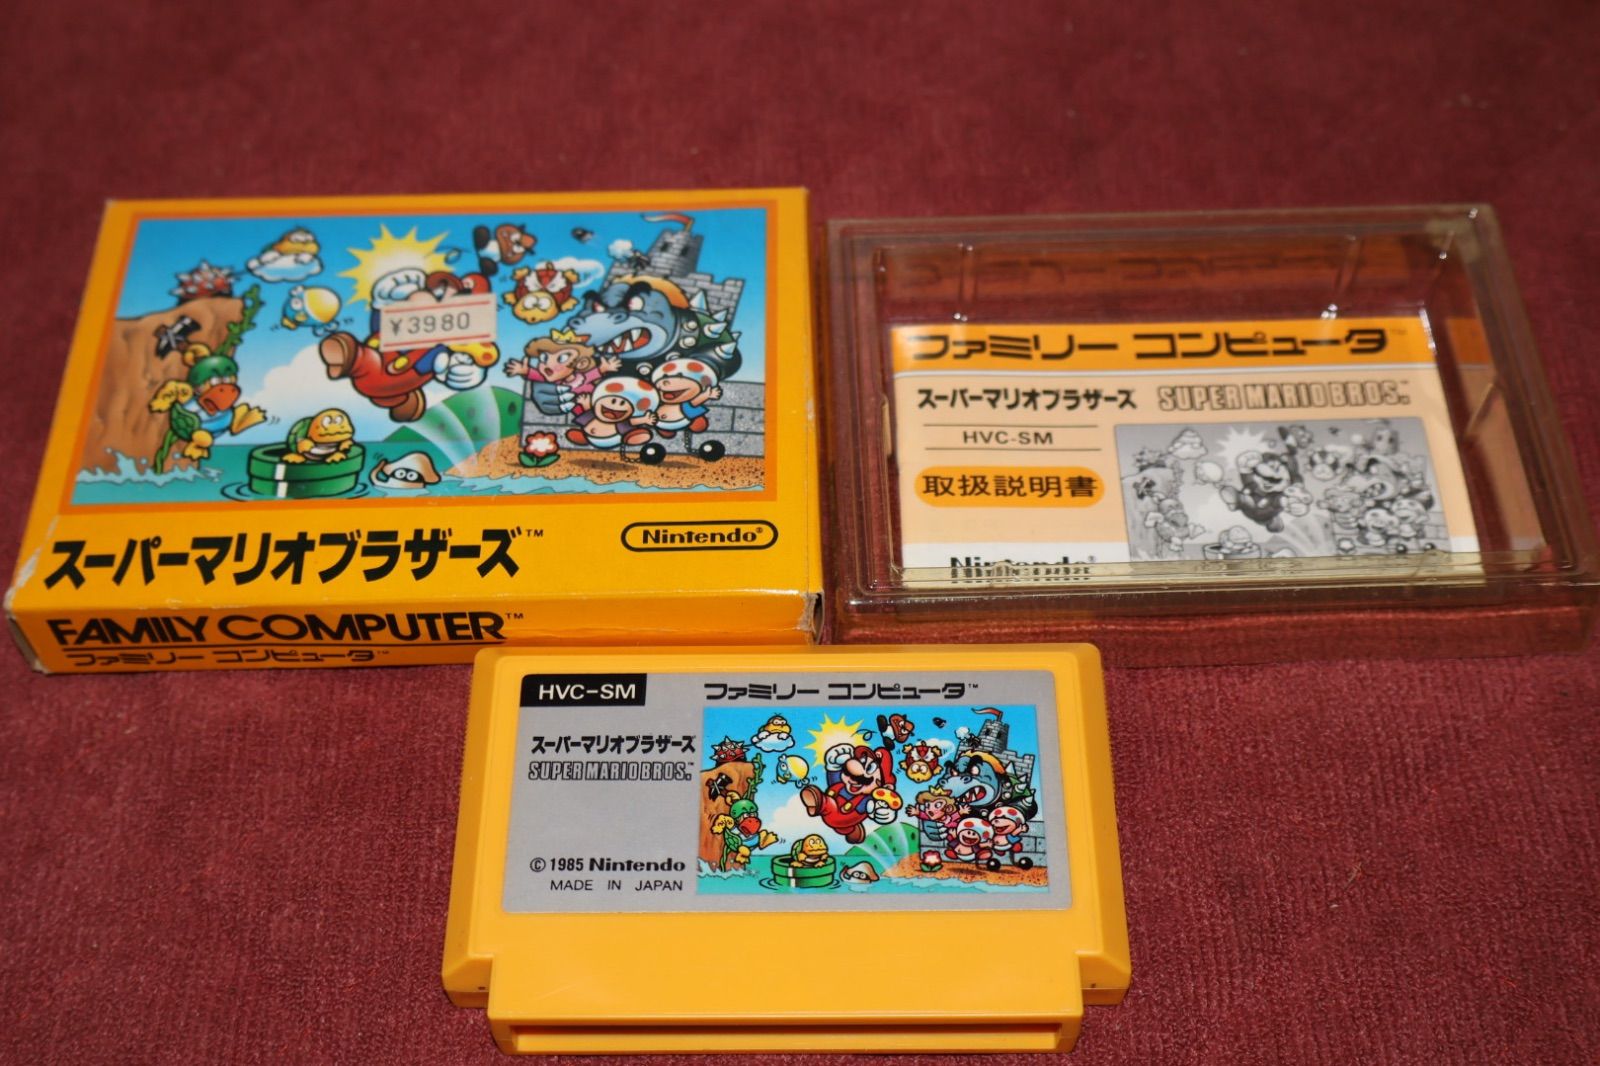 ¥3980
スーパーマリオブラザーズ™
Nintendo®
FAMILY COMPUTER™
ファミリー コンピュータ™
ファミリー コンピュータ™
スーパーマリオブラザーズ
SUPER MARIO BROS.™
HVC-SM
取扱説明書
Nintendo®
HVC-SM
ファミリー コンピュータ™
スーパーマリオブラザーズ
SUPER MARIO BROS.™
© 1985 Nintendo
MADE IN JAPAN